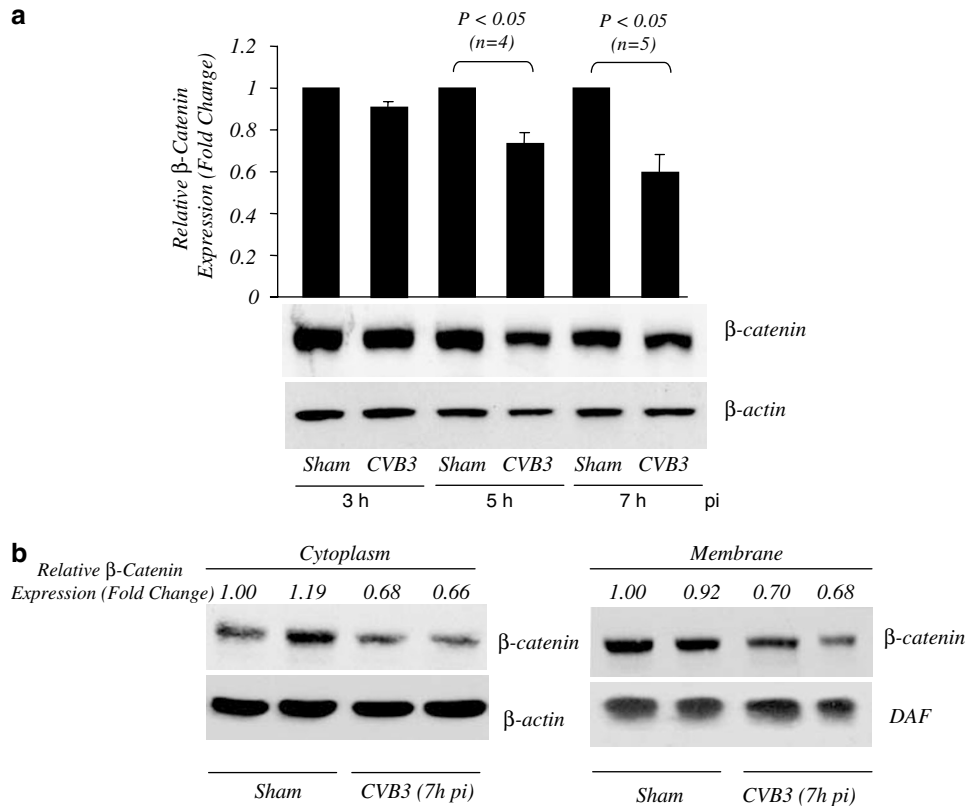 a
P < 0.05 P < 0.05
(n=4) (n=5)
Relative β-Catenin
Expression (Fold Change)
1.2
1
0.8
0.6
0.4
0.2
0
β-catenin
β-actin
Sham CVB3 Sham CVB3 Sham CVB3
3 h 5 h 7 h pi
b
Cytoplasm Membrane
Relative β-Catenin
Expression (Fold Change) 1.00 1.19 0.68 0.66 1.00 0.92 0.70 0.68
β-catenin β-catenin
β-actin DAF
Sham CVB3 (7h pi) Sham CVB3 (7h pi)